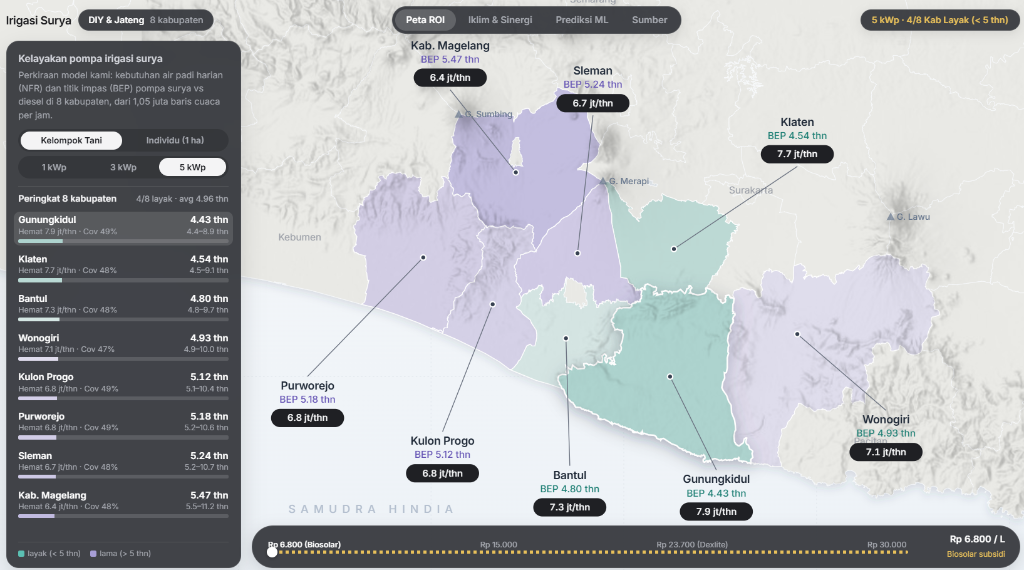 Irigasi Surya
DIY & Jateng 8 kabupaten
Peta ROI
Iklim & Sinergi
Prediksi ML
Sumber
5 kWp · 4/8 Kab Layak (< 5 thn)
Kelayakan pompa irigasi surya
Perkiraan model kami: kebutuhan air padi harian
(NFR) dan titik impas (BEP) pompa surya vs
diesel di 8 kabupaten, dari 1,05 juta baris cuaca
per jam.
Kelompok Tani
Individu (1 ha)
1 kWp
3 kWp
5 kWp
Peringkat 8 kabupaten
4/8 layak · avg 4.96 thn
Gunungkidul 4.43 thn
Hemat 7.9 jt/thn · Cov 49% 4.4–8.9 thn
Klaten 4.54 thn
Hemat 7.7 jt/thn · Cov 48% 4.5–9.1 thn
Bantul 4.80 thn
Hemat 7.3 jt/thn · Cov 48% 4.8–9.7 thn
Wonogiri 4.93 thn
Hemat 7.1 jt/thn · Cov 47% 4.9–10.0 thn
Kulon Progo 5.12 thn
Hemat 6.8 jt/thn · Cov 49% 5.1–10.4 thn
Purworejo 5.18 thn
Hemat 6.8 jt/thn · Cov 49% 5.2–10.6 thn
Sleman 5.24 thn
Hemat 6.7 jt/thn · Cov 48% 5.2–10.7 thn
Kab. Magelang 5.47 thn
Hemat 6.4 jt/thn · Cov 48% 5.5–11.2 thn
layak (< 5 thn)
lama (> 5 thn)
Semarang
Kab. Magelang
BEP 5.47 thn
6.4 jt/thn
Sleman
BEP 5.24 thn
6.7 jt/thn
Klaten
BEP 4.54 thn
7.7 jt/thn
G. Sumbing
G. Merapi
Surakarta
G. Lawu
Kebumen
Purworejo
BEP 5.18 thn
6.8 jt/thn
Kulon Progo
BEP 5.12 thn
6.8 jt/thn
Bantul
BEP 4.80 thn
7.3 jt/thn
Gunungkidul
BEP 4.43 thn
7.9 jt/thn
Wonogiri
BEP 4.93 thn
Pacitan
7.1 jt/thn
SAMUDRA HINDIA
Rp 6.800 (Biosolar)
Rp 15.000
Rp 23.700 (Dexlite)
Rp 30.000
Rp 6.800 / L
Biosolar subsidi